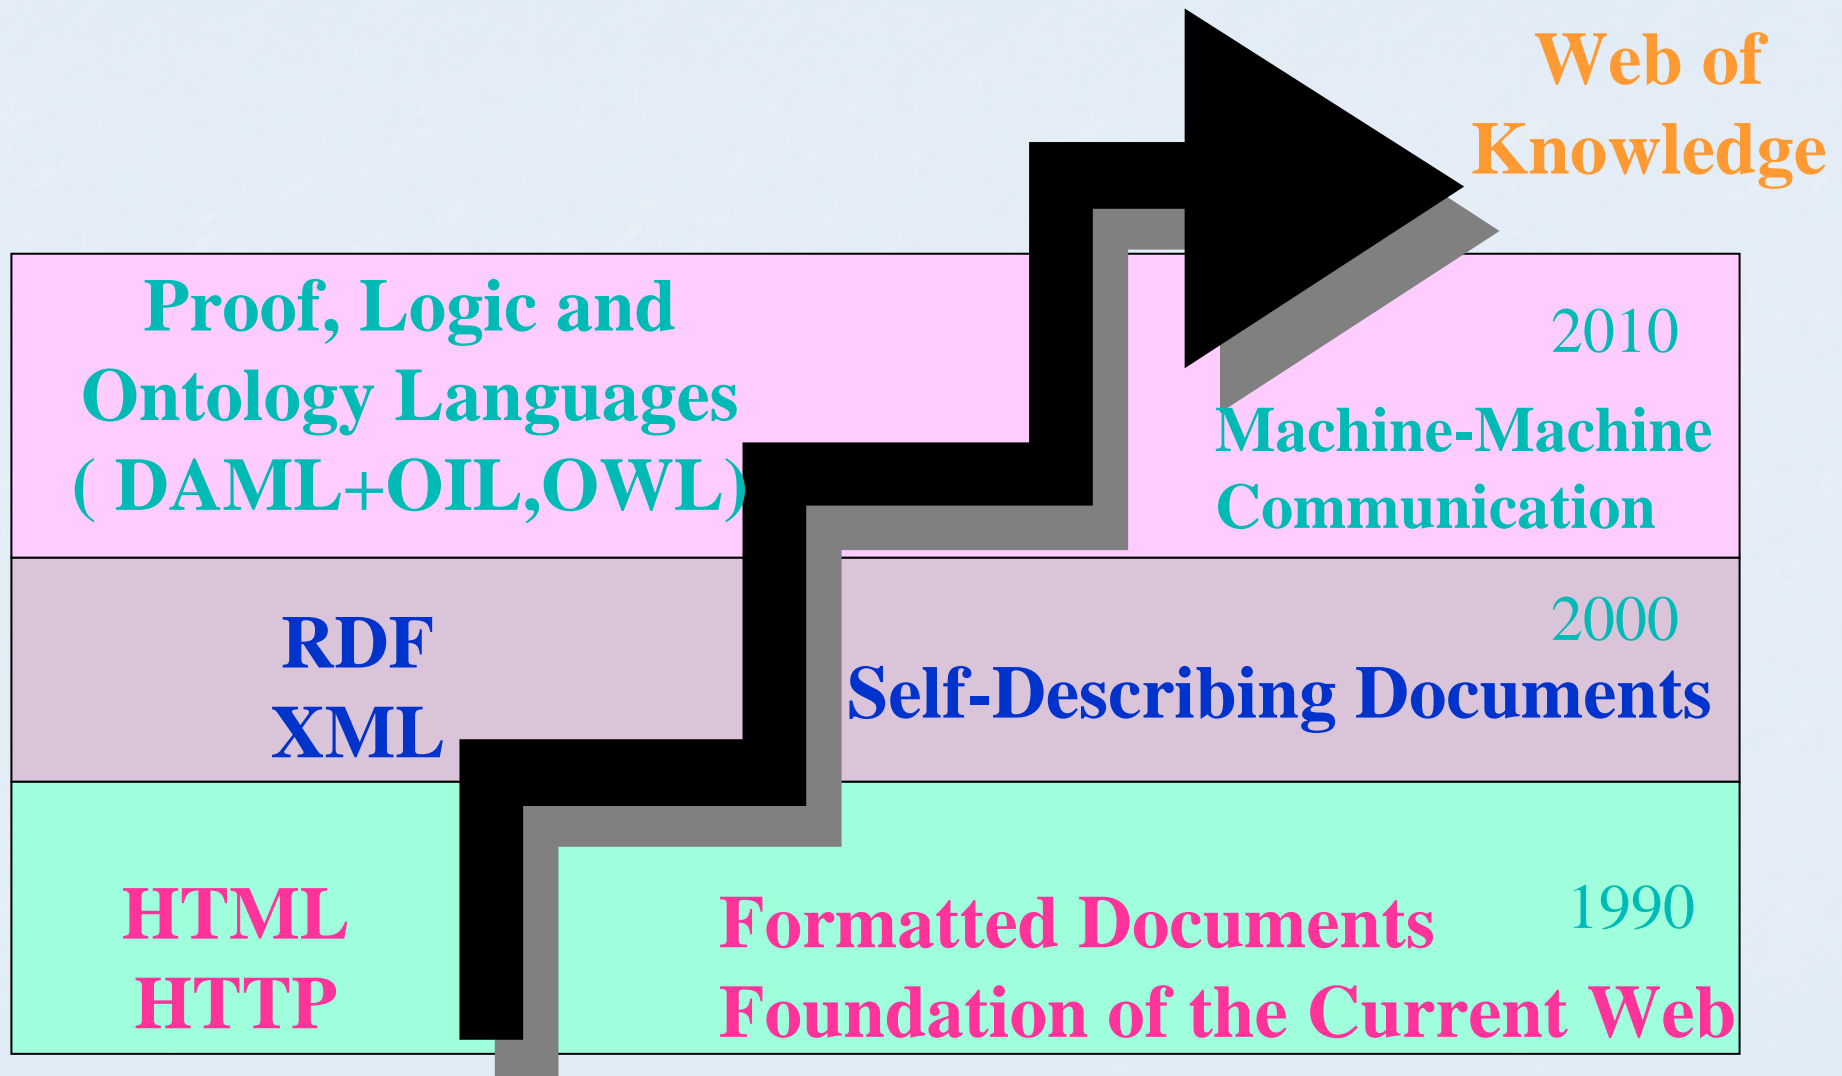 Web of
Knowledge
Proof, Logic and
Ontology Languages
( DAML+OIL,OWL)
2010
Machine-Machine
Communication
RDF
XML
2000
Self-Describing Documents
HTML
HTTP
1990
Formatted Documents
Foundation of the Current Web